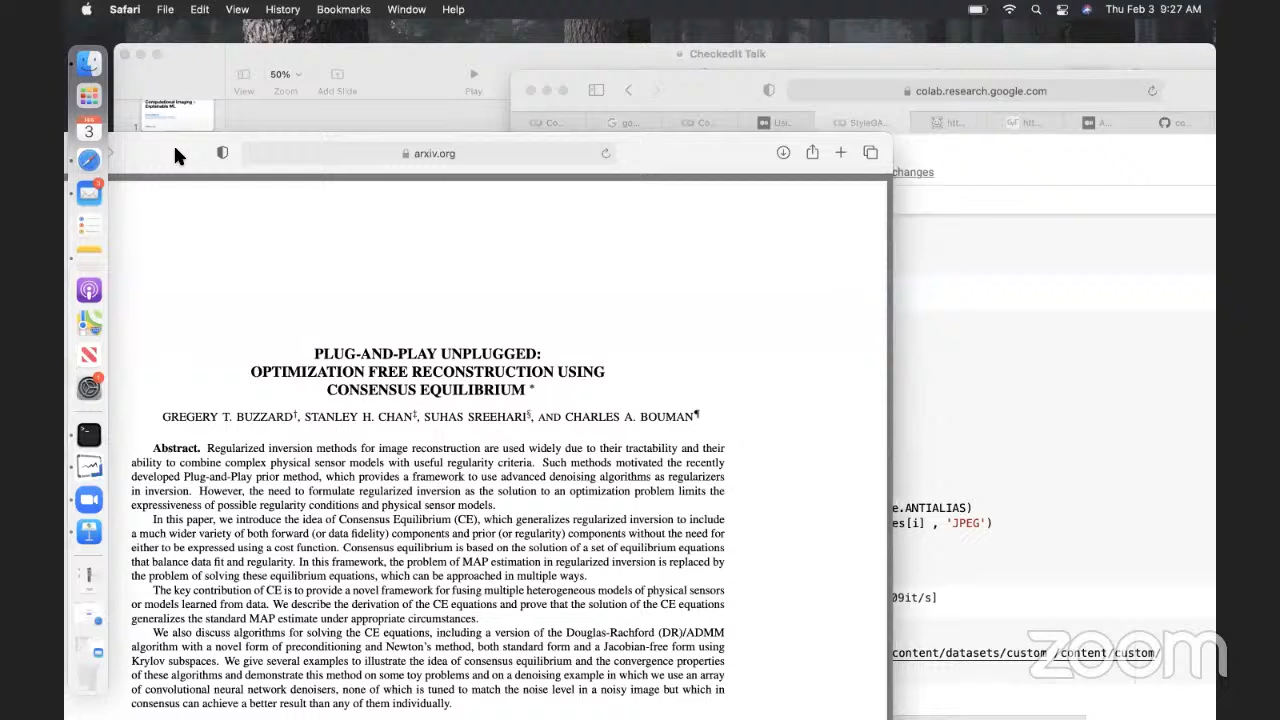 Safari File Edit View History Bookmarks Window Help Thu Feb 3 9:27 AM
CheckedIt Talk
50%
View Zoom Add Slide Play
colab.research.google.com
Computational Imaging -
Explainable ML
1
Co... go... Co... Usi... StyleGA... htt... htt... A... co...
FEB
3
arxiv.org
changes
PLUG-AND-PLAY UNPLUGGED:
OPTIMIZATION FREE RECONSTRUCTION USING
CONSENSUS EQUILIBRIUM *
GREGERY T. BUZZARD†, STANLEY H. CHAN‡, SUHAS SREEHARI§, AND CHARLES A. BOUMAN¶
Abstract. Regularized inversion methods for image reconstruction are used widely due to their tractability and their
ability to combine complex physical sensor models with useful regularity criteria. Such methods motivated the recently
developed Plug-and-Play prior method, which provides a framework to use advanced denoising algorithms as regularizers
in inversion. However, the need to formulate regularized inversion as the solution to an optimization problem limits the
expressiveness of possible regularity conditions and physical sensor models.
In this paper, we introduce the idea of Consensus Equilibrium (CE), which generalizes regularized inversion to include
a much wider variety of both forward (or data fidelity) components and prior (or regularity) components without the need for
either to be expressed using a cost function. Consensus equilibrium is based on the solution of a set of equilibrium equations
that balance data fit and regularity. In this framework, the problem of MAP estimation in regularized inversion is replaced by
the problem of solving these equilibrium equations, which can be approached in multiple ways.
The key contribution of CE is to provide a novel framework for fusing multiple heterogeneous models of physical sensors
or models learned from data. We describe the derivation of the CE equations and prove that the solution of the CE equations
generalizes the standard MAP estimate under appropriate circumstances.
We also discuss algorithms for solving the CE equations, including a version of the Douglas-Rachford (DR)/ADMM
algorithm with a novel form of preconditioning and Newton's method, both standard form and a Jacobian-free form using
Krylov subspaces. We give several examples to illustrate the idea of consensus equilibrium and the convergence properties
of these algorithms and demonstrate this method on some toy problems and on a denoising example in which we use an
array of convolutional neural network denoisers, none of which is tuned to match the noise level in a noisy image but which in
consensus can achieve a better result than any of them individually.
e.ANTIALIAS)
es[i] , 'JPEG')
09it/s]
content/datasets/custom /content/custom/
zoom